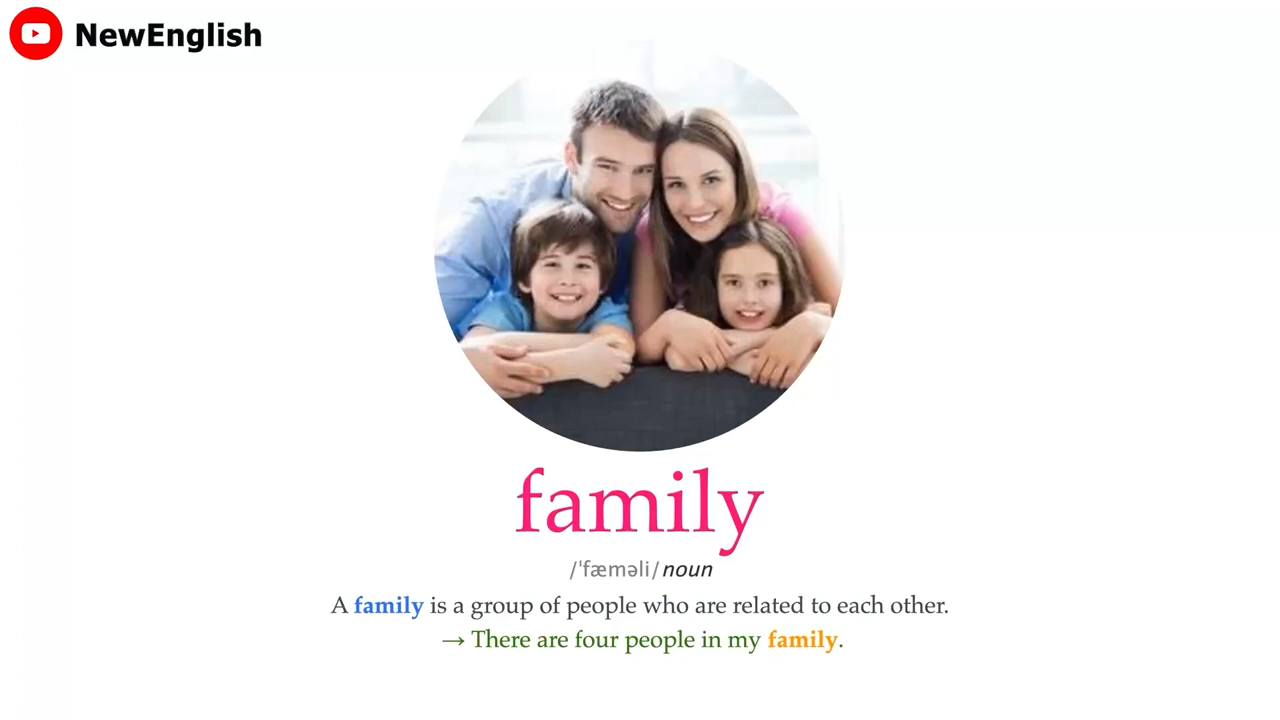 NewEnglish
family
/ˈfæməli/ noun
A family is a group of people who are related to each other.
→ There are four people in my family.